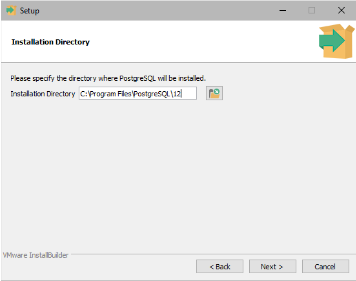 Setup
Installation Directory
Please specify the directory where PostgreSQL will be installed.
Installation Directory C:\Program Files\PostgreSQL\12
VMware InstallBuilder
< Back Next > Cancel